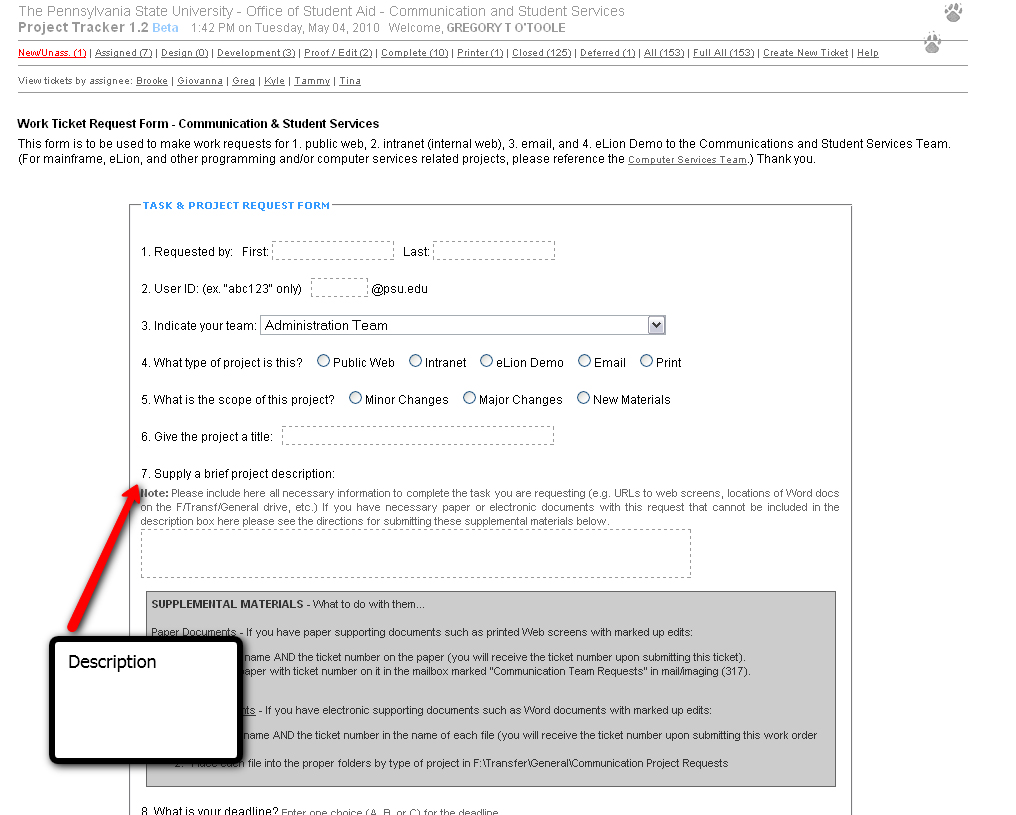 The Pennsylvania State University - Office of Student Aid - Communication and Student Services
Project Tracker 1.2 Beta 1:42 PM on Tuesday, May 04, 2010 Welcome, GREGORY T O'TOOLE
New/Unass. (1) | Assigned (7) | Design (0) | Development (3) | Proof / Edit (2) | Complete (10) | Printer (1) | Closed (125) | Deferred (1) | All (153) | Full All (153) | Create New Ticket | Help
View tickets by assignee: Brooke | Giovanna | Greg | Kyle | Tammy | Tina
Work Ticket Request Form - Communication & Student Services
This form is to be used to make work requests for 1. public web, 2. intranet (internal web), 3. email, and 4. eLion Demo to the Communications and Student Services Team.
(For mainframe, eLion, and other programming and/or computer services related projects, please reference the Computer Services Team.) Thank you.
TASK & PROJECT REQUEST FORM
1. Requested by: First: Last:
2. User ID: (ex. "abc123" only) @psu.edu
3. Indicate your team: Administration Team
4. What type of project is this? Public Web Intranet eLion Demo Email Print
5. What is the scope of this project? Minor Changes Major Changes New Materials
6. Give the project a title:
7. Supply a brief project description:
Note: Please include here all necessary information to complete the task you are requesting (e.g. URLs to web screens, locations of Word docs
on the F/Transf/General drive, etc.) If you have necessary paper or electronic documents with this request that cannot be included in the
description box here please see the directions for submitting these supplemental materials below.
SUPPLEMENTAL MATERIALS - What to do with them...
Paper Documents - If you have paper supporting documents such as printed Web screens with marked up edits:
Description
name AND the ticket number on the paper (you will receive the ticket number upon submitting this ticket).
paper with ticket number on it in the mailbox marked "Communication Team Requests" in mail/imaging (317).
- If you have electronic supporting documents such as Word documents with marked up edits:
name AND the ticket number in the name of each file (you will receive the ticket number upon submitting this work order
2. Place each file into the proper folders by type of project in F:\Transfer\General\Communication Project Requests
8. What is your deadline? Enter one choice (A, B, or C) for the deadline.